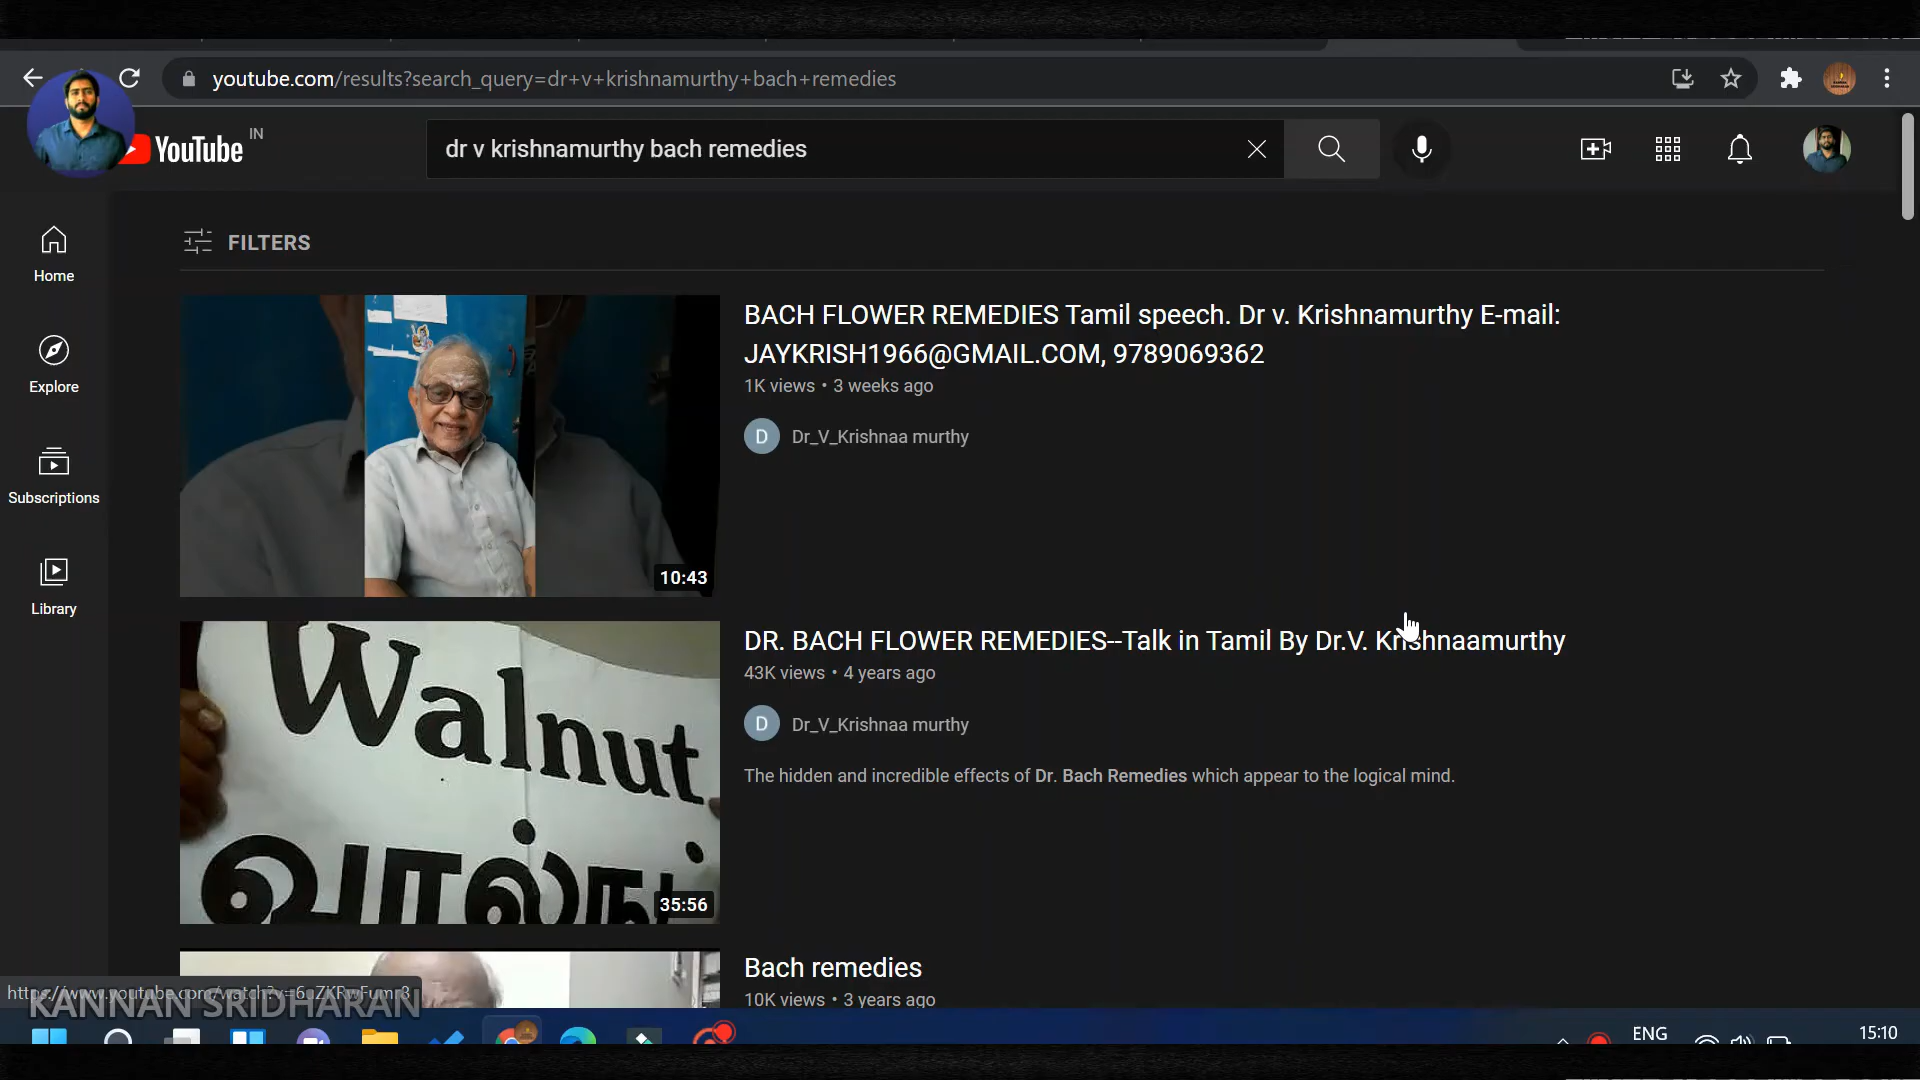 youtube.com/results?search_query=dr+v+krishnamurthy+bach+remedies
YouTube IN
dr v krishnamurthy bach remedies
FILTERS
Home
Explore
Subscriptions
Library
BACH FLOWER REMEDIES Tamil speech. Dr v. Krishnamurthy E-mail:
JAYKRISH1966@GMAIL.COM, 9789069362
1K views • 3 weeks ago
D Dr_V_Krishnaa murthy
10:43
DR. BACH FLOWER REMEDIES--Talk in Tamil By Dr.V. Krishnaamurthy
43K views • 4 years ago
D Dr_V_Krishnaa murthy
The hidden and incredible effects of Dr. Bach Remedies which appear to the logical mind.
Walnut
வால்நட்
35:56
Bach remedies
10K views • 3 years ago
KANNAN SRIDHARAN
ENG
15:10